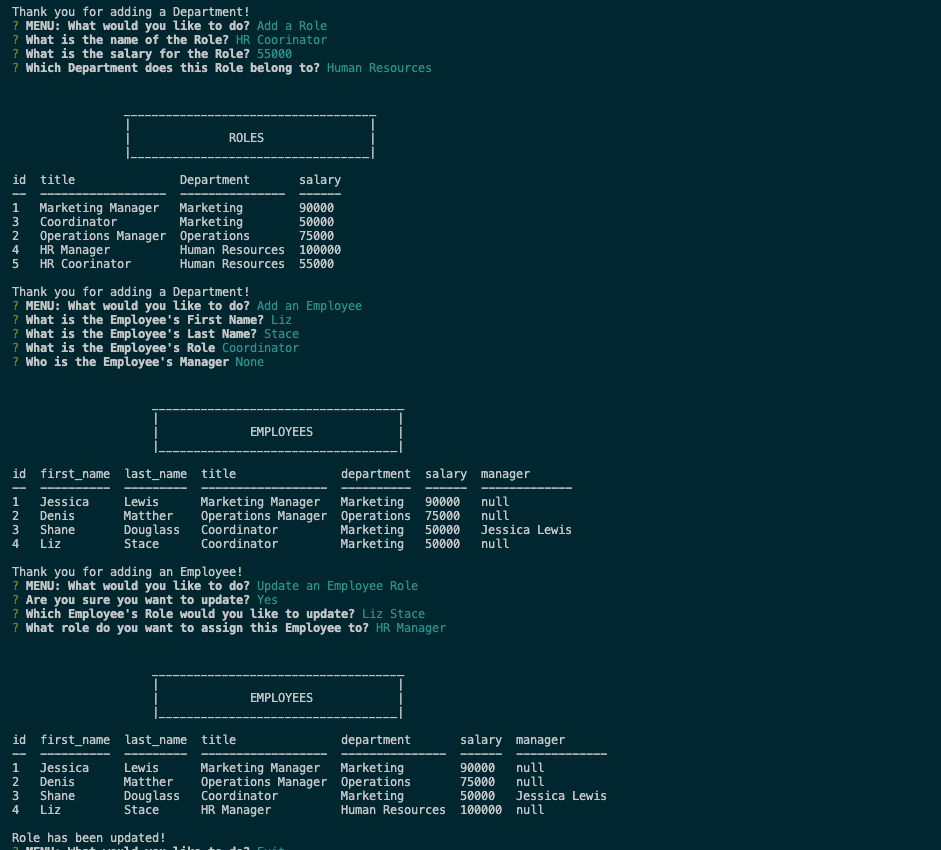 Thank you for adding a Department!
? MENU: What would you like to do? Add a Role
? What is the name of the Role? HR Coorinator
? What is the salary for the Role? 55000
? Which Department does this Role belong to? Human Resources
ROLES
id title Department salary
1 Marketing Manager Marketing 90000
3 Coordinator Marketing 50000
2 Operations Manager Operations 75000
4 HR Manager Human Resources 100000
5 HR Coorinator Human Resources 55000
Thank you for adding a Department!
? MENU: What would you like to do? Add an Employee
? What is the Employee's First Name? Liz
? What is the Employee's Last Name? Stace
? What is the Employee's Role Coordinator
? Who is the Employee's Manager None
EMPLOYEES
id first_name last_name title department salary manager
1 Jessica Lewis Marketing Manager Marketing 90000 null
2 Denis Matther Operations Manager Operations 75000 null
3 Shane Douglass Coordinator Marketing 50000 Jessica Lewis
4 Liz Stace Coordinator Marketing 50000 null
Thank you for adding an Employee!
? MENU: What would you like to do? Update an Employee Role
? Are you sure you want to update? Yes
? Which Employee's Role would you like to update? Liz Stace
? What role do you want to assign this Employee to? HR Manager
EMPLOYEES
id first_name last_name title department salary manager
1 Jessica Lewis Marketing Manager Marketing 90000 null
2 Denis Matther Operations Manager Operations 75000 null
3 Shane Douglass Coordinator Marketing 50000 Jessica Lewis
4 Liz Stace HR Manager Human Resources 100000 null
Role has been updated!
? MENU: What would you like to do? Exit